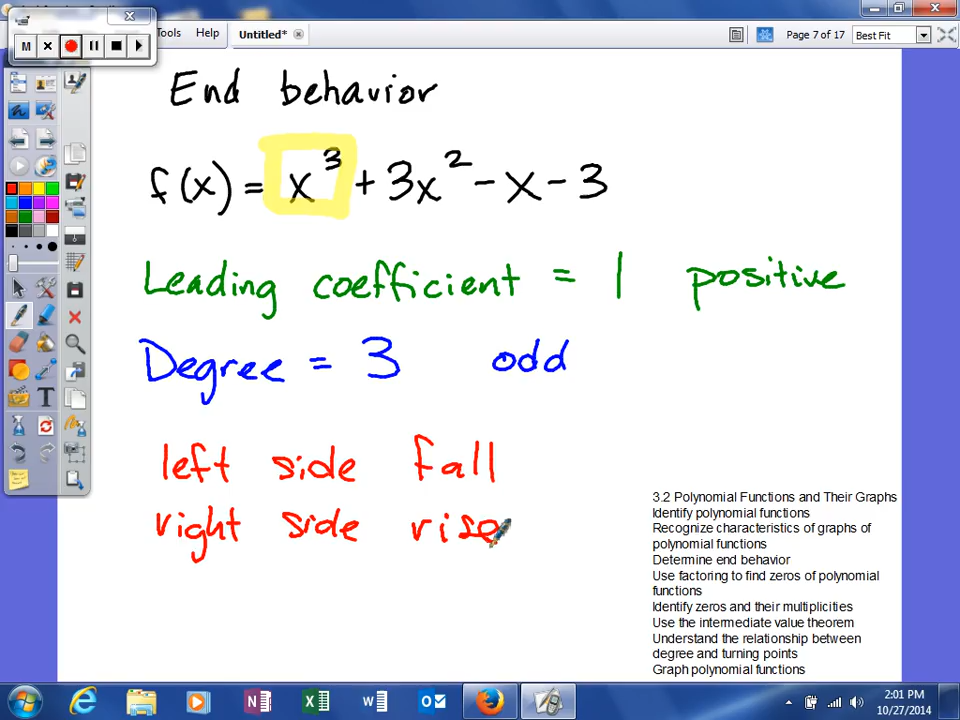 Tools Help Untitled* Page 7 of 17 Best Fit
M
End behavior
f(x) = x³ + 3x² - x - 3
Leading coefficient = 1 positive
Degree = 3 odd
left side fall
right side rise
3.2 Polynomial Functions and Their Graphs
Identify polynomial functions
Recognize characteristics of graphs of
polynomial functions
Determine end behavior
Use factoring to find zeros of polynomial
functions
Identify zeros and their multiplicities
Use the intermediate value theorem
Understand the relationship between
degree and turning points
Graph polynomial functions
2:01 PM
10/27/2014